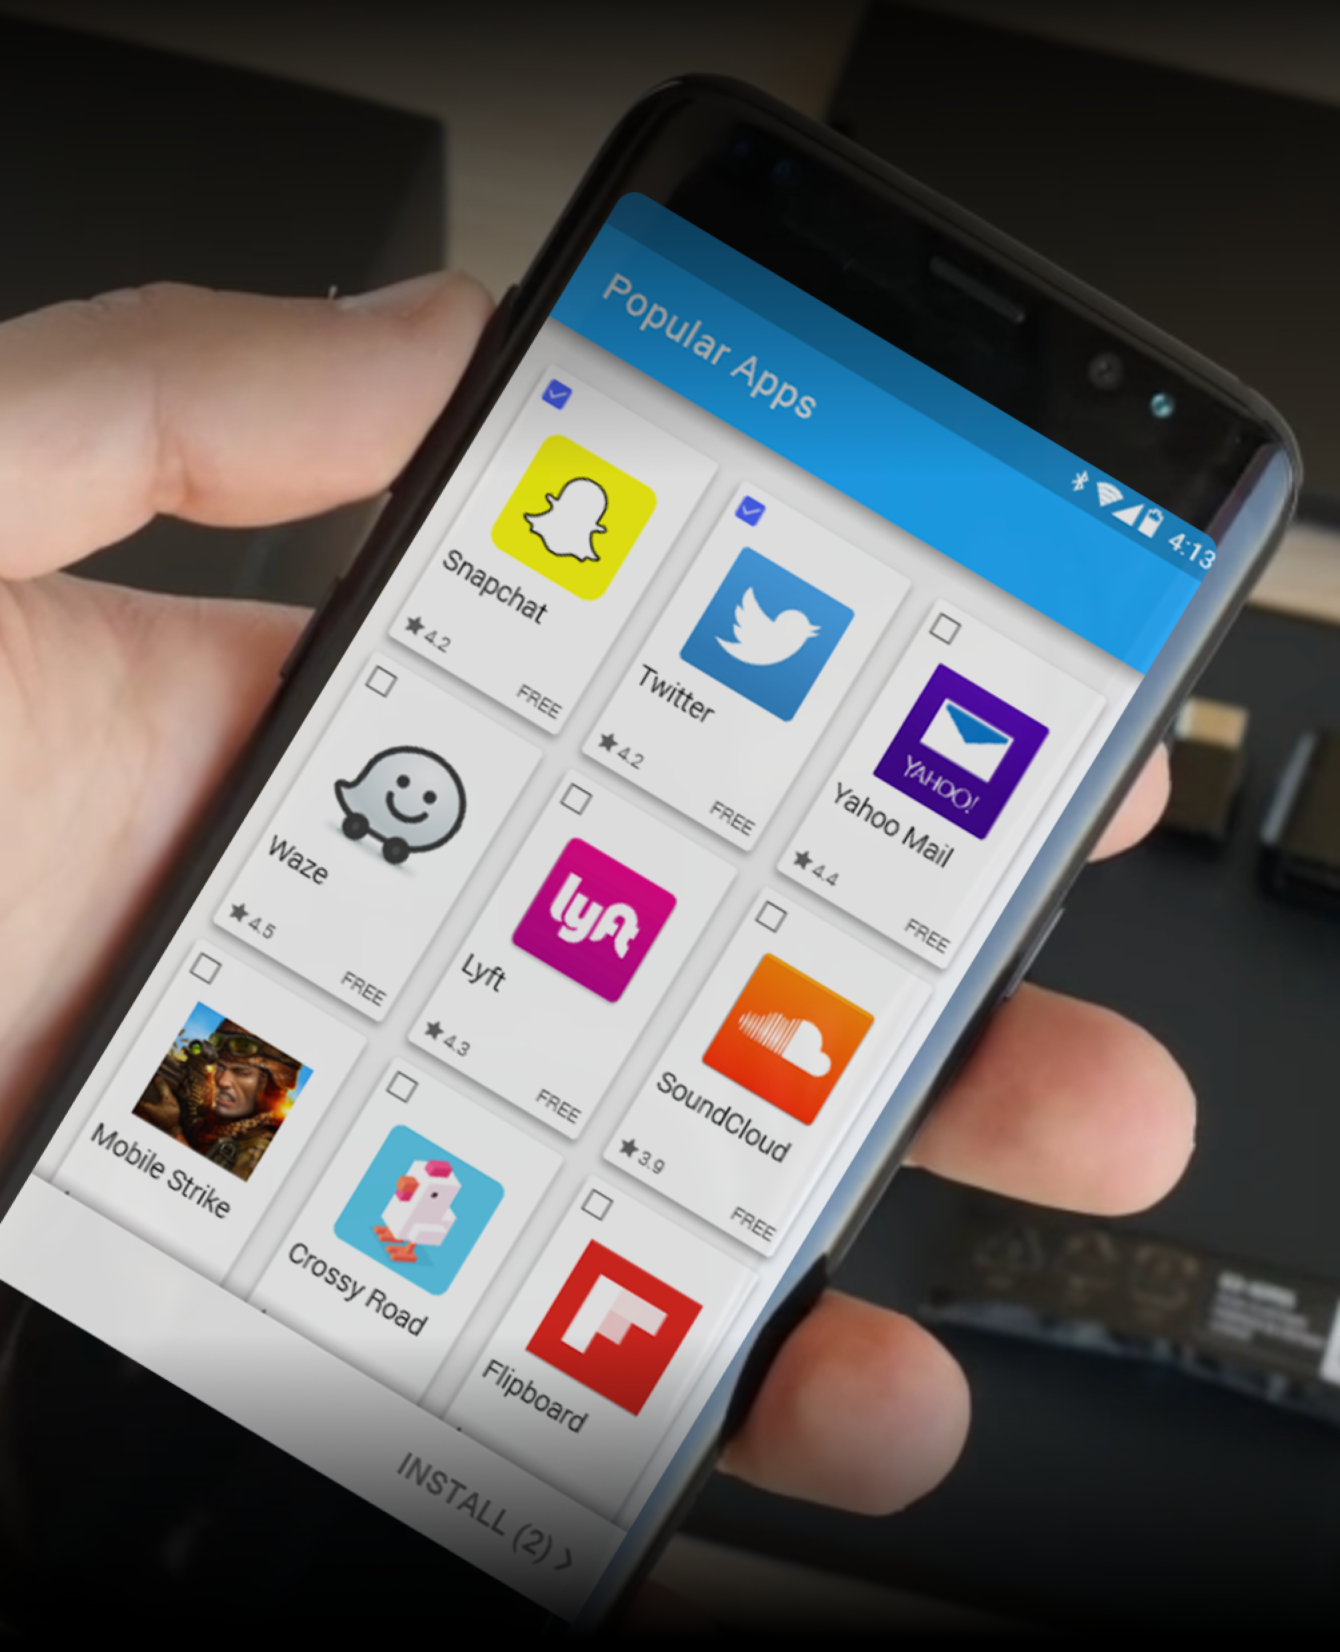 4:13
Popular Apps
Snapchat
4.2
FREE
Twitter
4.2
FREE
YAHOO!
Yahoo Mail
4.4
FREE
Waze
4.5
FREE
lyft
Lyft
4.3
FREE
SoundCloud
3.9
FREE
Mobile Strike
Crossy Road
Flipboard
INSTALL (2) >